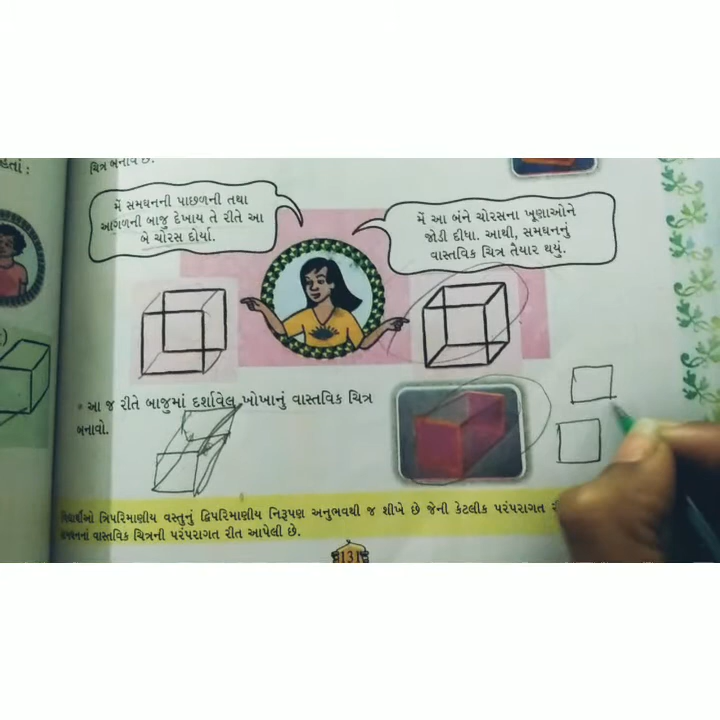 હતાં :
ચિત્ર બનાવે છે.
મેં સમઘનની પાછળની તથા
આગળની બાજુ દેખાય તે રીતે આ
બે ચોરસ દોર્યા.
મેં આ બંને ચોરસના ખૂણાઓને
જોડી દીધા. આથી, સમઘનનું
વાસ્તવિક ચિત્ર તૈયાર થયું.
• આ જ રીતે બાજુમાં દર્શાવેલ ખોખાનું વાસ્તવિક ચિત્ર
બનાવો.
વિદ્યાર્થીઓ ત્રિપરિમાણીય વસ્તુનું દ્વિપરિમાણીય નિરૂપણ અનુભવથી જ શીખે છે જેની કેટલીક પરંપરાગત
વાસ્તવિક ચિત્રની પરંપરાગત રીત આપેલી છે.
131